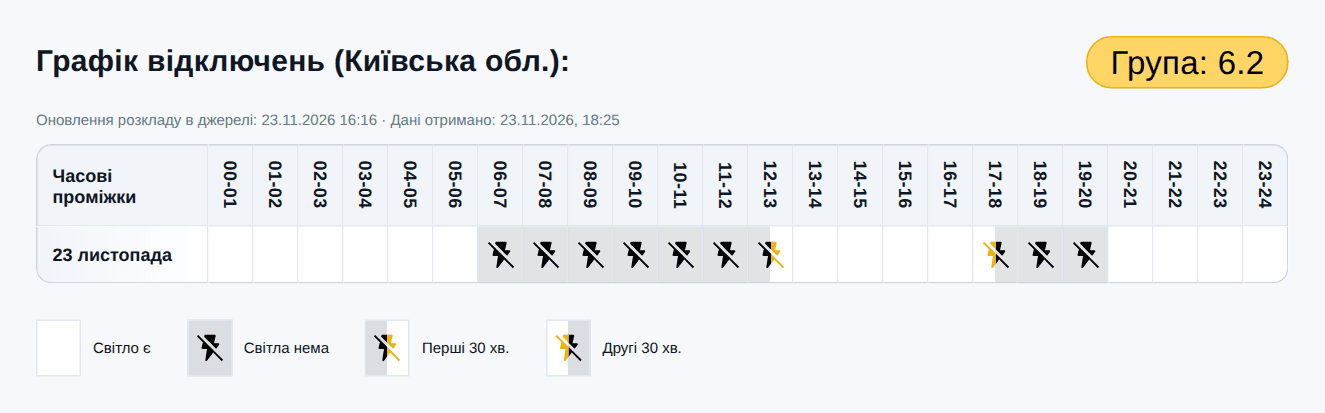 Графік відключень (Київська обл.):
Група: 6.2
Оновлення розкладу в джерелі: 23.11.2026 16:16 · Дані отримано: 23.11.2026, 18:25
Часові
проміжки
00-01
01-02
02-03
03-04
04-05
05-06
06-07
07-08
08-09
09-10
10-11
11-12
12-13
13-14
14-15
15-16
16-17
17-18
18-19
19-20
20-21
21-22
22-23
23-24
23 листопада
Світло є
Світла нема
Перші 30 хв.
Другі 30 хв.